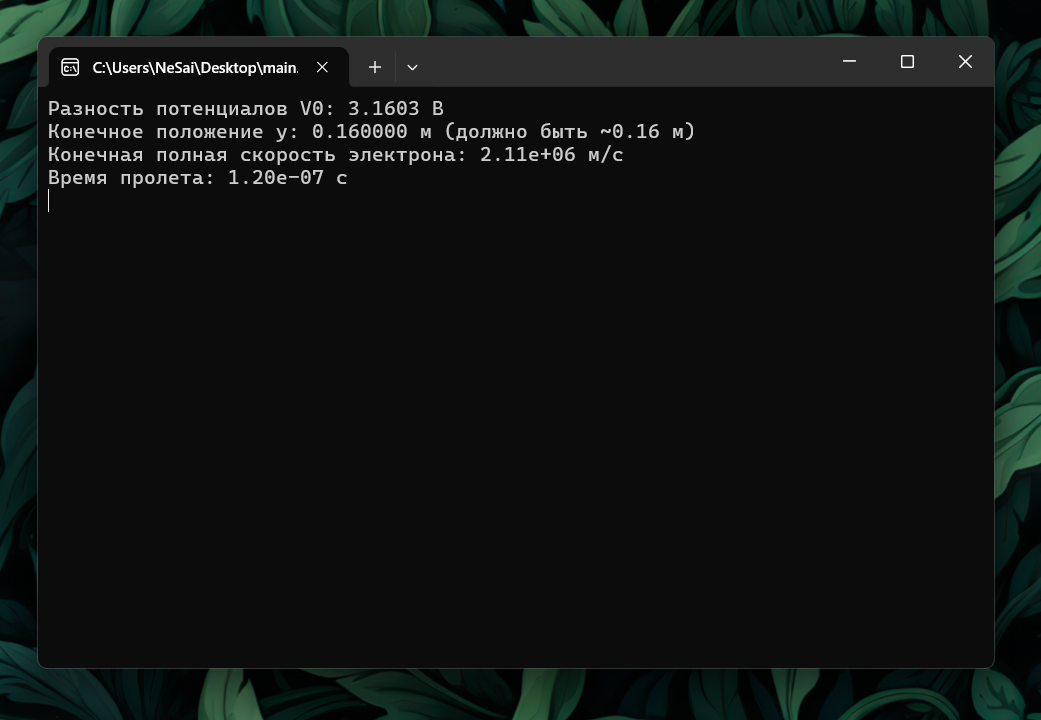 C:\Users\NeSai\Desktop\main.
Разность потенциалов V0: 3.1603 В
Конечное положение y: 0.160000 м (должно быть ~0.16 м)
Конечная полная скорость электрона: 2.11e+06 м/с
Время пролета: 1.20e-07 с